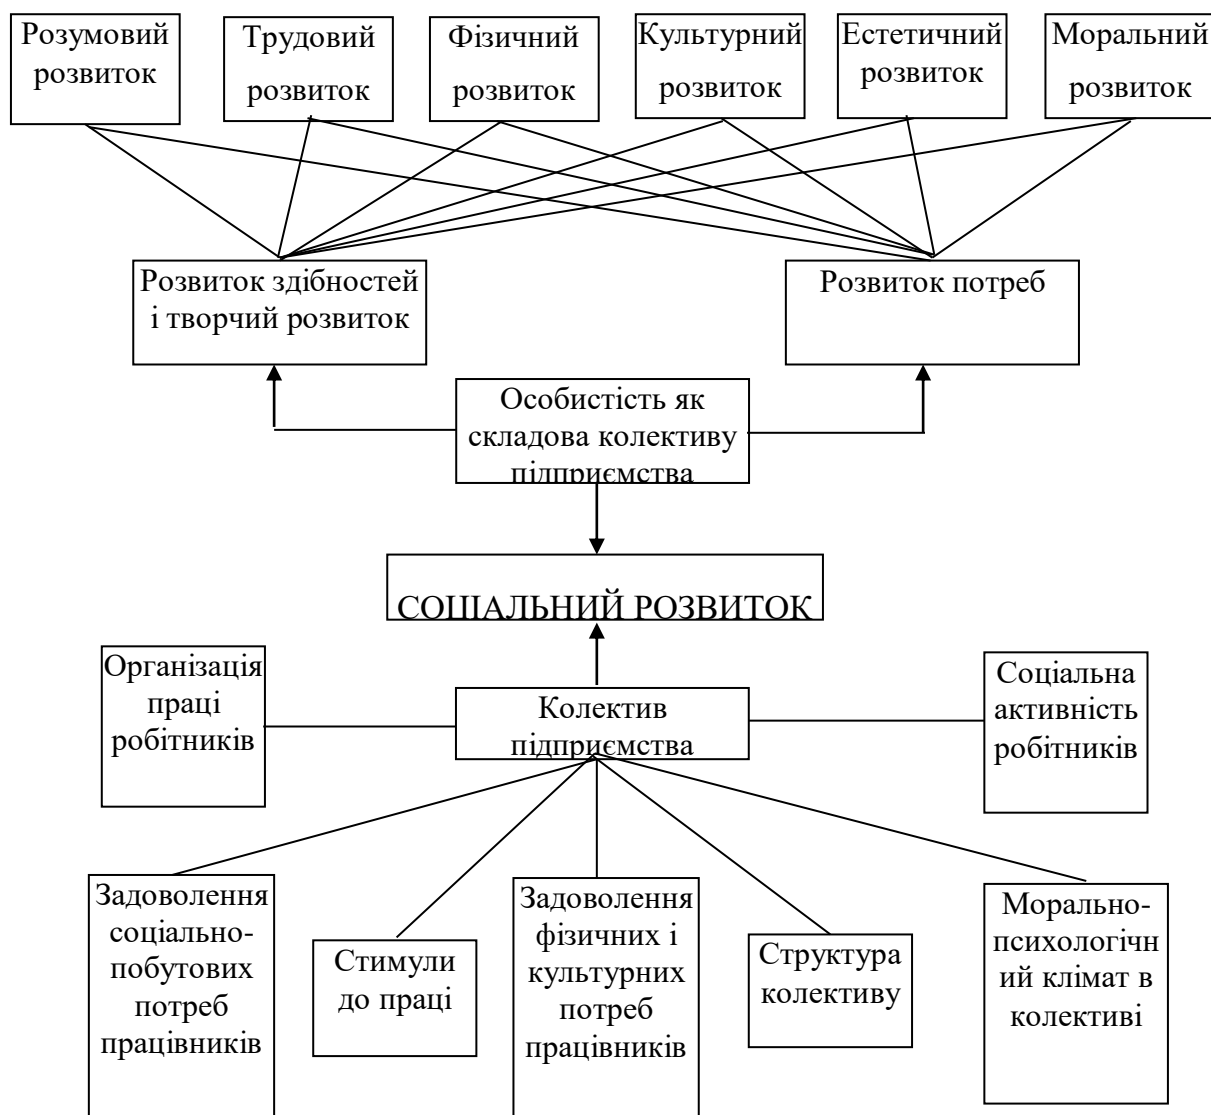 Розумовий
розвиток
Трудовий
розвиток
Фізичний
розвиток
Культурний
розвиток
Естетичний
розвиток
Моральний
розвиток
Розвиток здібностей
і творчий розвиток
Розвиток потреб
Особистість як
складова колективу
підприємства
СОЦІАЛЬНИЙ РОЗВИТОК
Організація
праці
робітників
Колектив
підприємства
Соціальна
активність
робітників
Задоволення
соціально-
побутових
потреб
працівників
Стимули
до праці
Задоволення
фізичних і
культурних
потреб
працівників
Структура
колективу
Морально-
психологічн
ий клімат в
колективі